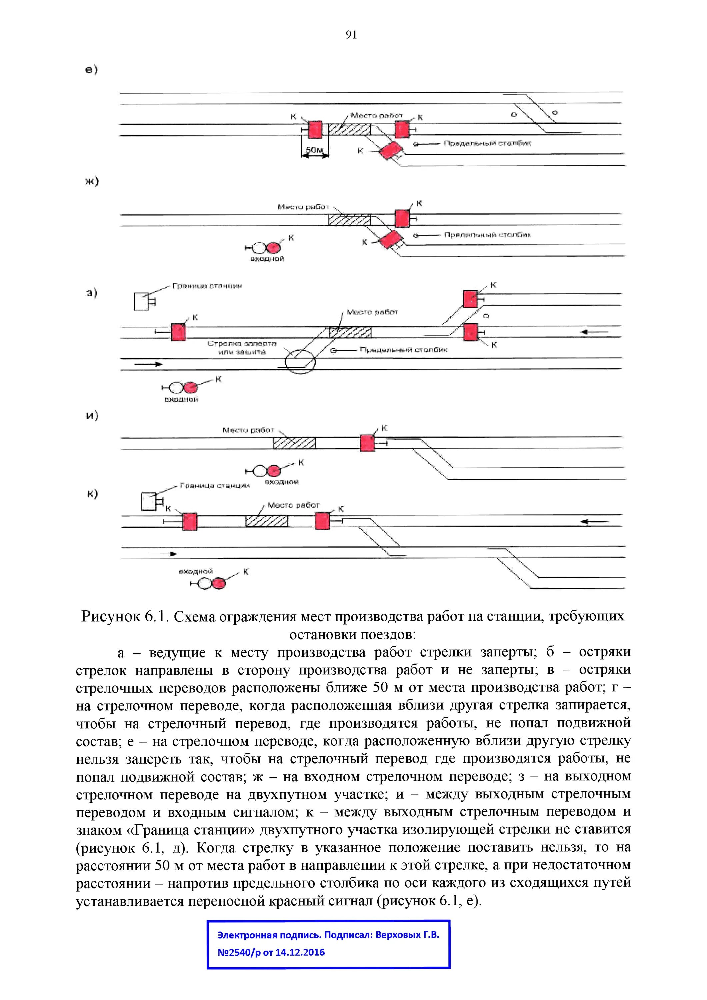 91
е)
К
Место работ
К
50м
К
Предельный столбик
ж)
Место работ
К
К
К
Предельный столбик
входной
з)
Граница станции
К
К
Место работ
Стрелка заперта
или зашита
Предельный столбик
К
К
входной
и)
Место работ
К
К
входной
к)
Граница станции
К
Место работ
К
входной
К
Рисунок 6.1. Схема ограждения мест производства работ на станции, требующих
остановки поездов:
а – ведущие к месту производства работ стрелки заперты; б – остряки
стрелок направлены в сторону производства работ и не заперты; в – остряки
стрелочных переводов расположены ближе 50 м от места производства работ; г –
на стрелочном переводе, когда расположенная вблизи другая стрелка запирается,
чтобы на стрелочный перевод, где производятся работы, не попал подвижной
состав; е – на стрелочном переводе, когда расположенную вблизи другую стрелку
нельзя запереть так, чтобы на стрелочный перевод где производятся работы, не
попал подвижной состав; ж – на входном стрелочном переводе; з – на выходном
стрелочном переводе на двухпутном участке; и – между выходным стрелочным
переводом и входным сигналом; к – между выходным стрелочным переводом и
знаком «Граница станции» двухпутного участка изолирующей стрелки не ставится
(рисунок 6.1, д). Когда стрелку в указанное положение поставить нельзя, то на
расстоянии 50 м от места работ в направлении к этой стрелке, а при недостаточном
расстоянии – напротив предельного столбика по оси каждого из сходящихся путей
устанавливается переносной красный сигнал (рисунок 6.1, е).
Электронная подпись. Подписал: Верховых Г.В.
№2540/р от 14.12.2016